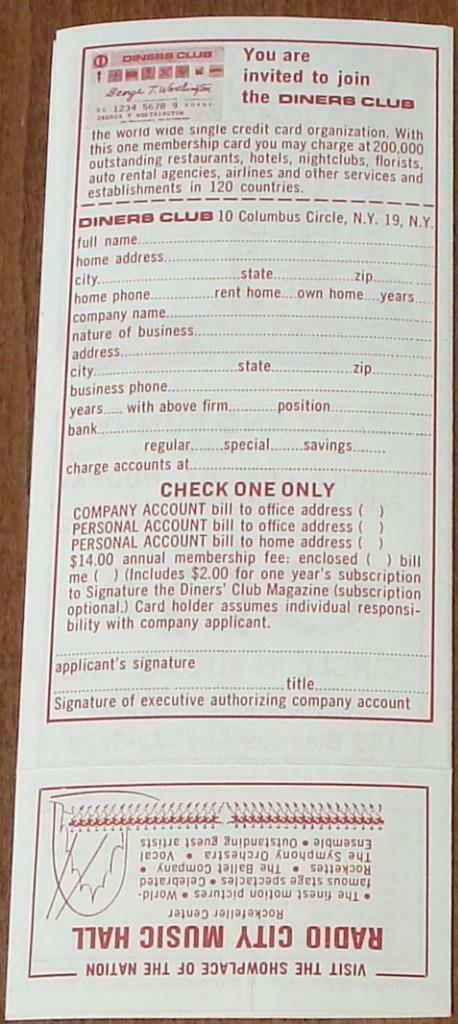 DINERS CLUB
George T. Worthington
1234 5678 9
GEORGE T WORTHINGTON
You are
invited to join
the DINERS CLUB
the world wide single credit card organization. With
this one membership card you may charge at 200,000
outstanding restaurants, hotels, nightclubs, florists,
auto rental agencies, airlines and other services and
establishments in 120 countries.
DINERS CLUB 10 Columbus Circle, N.Y. 19, N.Y.
full name
home address
city state zip
home phone rent home own home years
company name
nature of business
address
city state zip
business phone
years with above firm position
bank
regular special savings
charge accounts at
CHECK ONE ONLY
COMPANY ACCOUNT bill to office address ( )
PERSONAL ACCOUNT bill to office address ( )
PERSONAL ACCOUNT bill to home address ( )
$14.00 annual membership fee: enclosed ( ) bill
me ( ) (Includes $2.00 for one year's subscription
to Signature the Diners' Club Magazine (subscription
optional.) Card holder assumes individual responsi-
bility with company applicant.
applicant's signature
title
Signature of executive authorizing company account
VISIT THE SHOWPLACE OF THE NATION
RADIO CITY MUSIC HALL
Rockefeller Center
• The finest motion pictures • World-
famous stage spectacles • Celebrated
Rockettes • The Ballet Company •
The Symphony Orchestra • Vocal
Ensemble • Outstanding guest artists